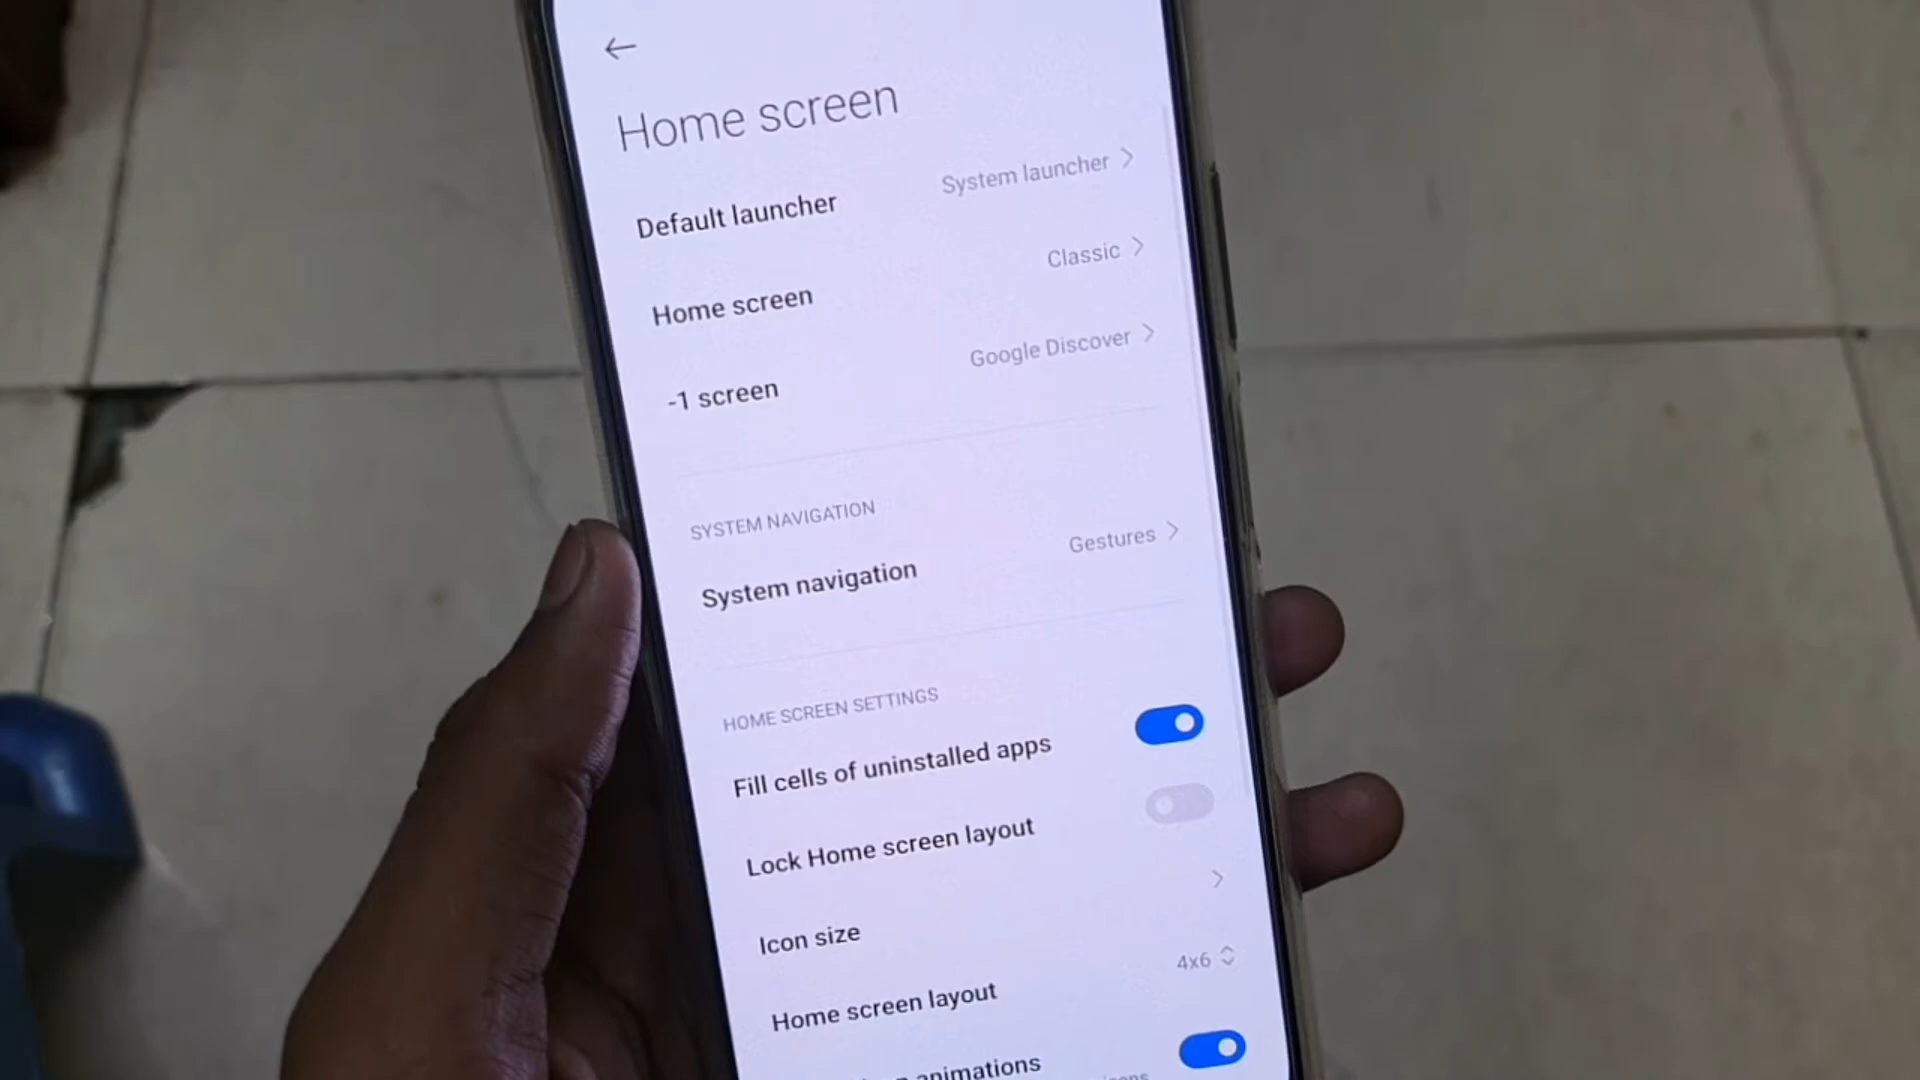 Home screen
Default launcher System launcher
Home screen Classic
-1 screen Google Discover
SYSTEM NAVIGATION
System navigation Gestures
HOME SCREEN SETTINGS
Fill cells of uninstalled apps
Lock Home screen layout
Icon size
Home screen layout 4x6
animations